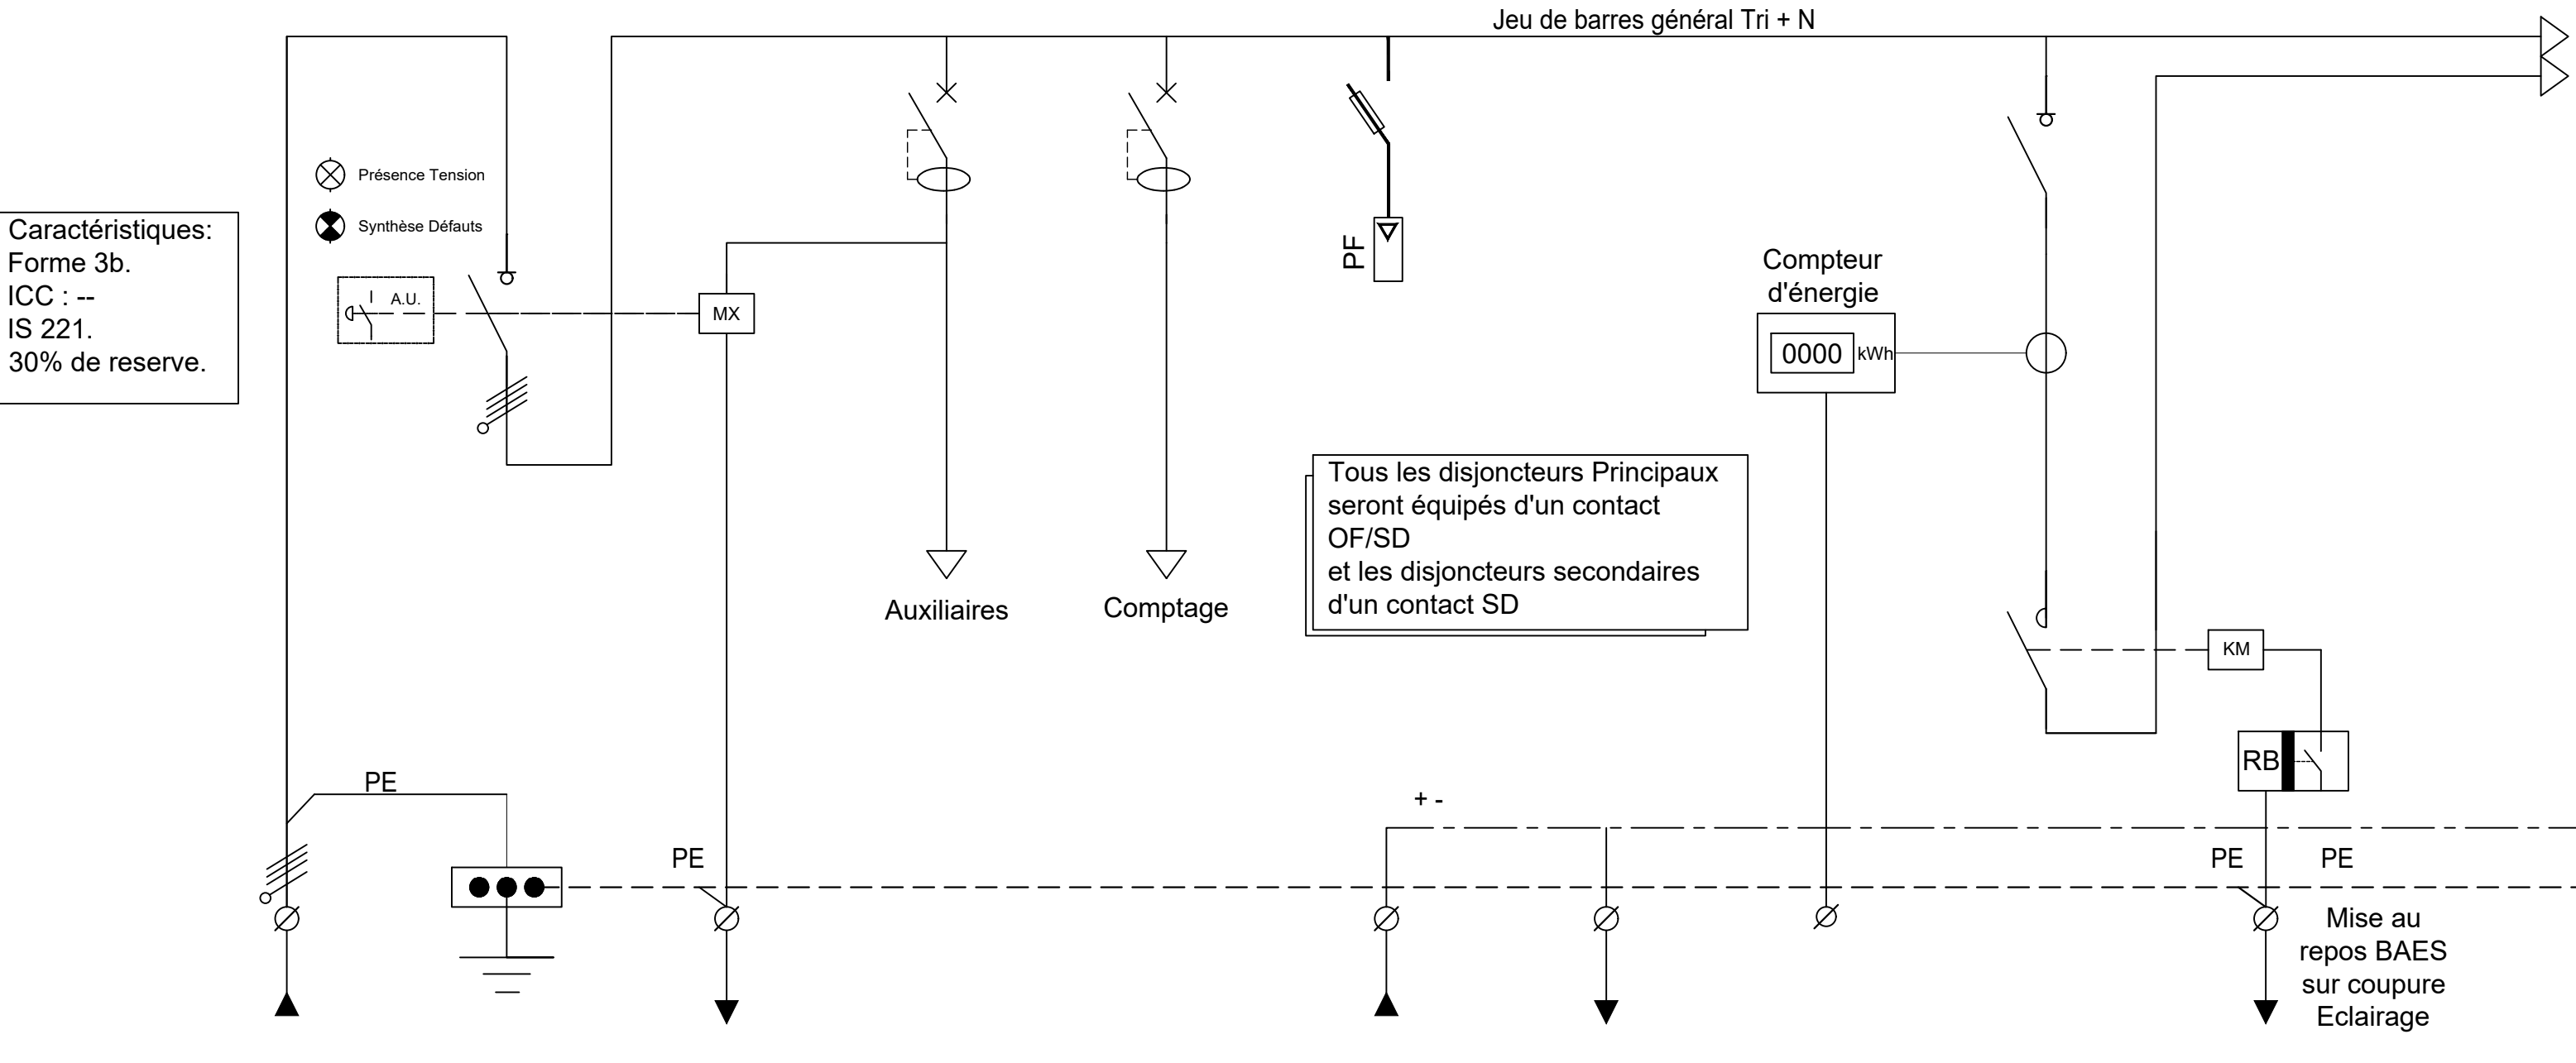 Jeu de barres général Tri + N
Présence Tension
Synthèse Défauts
Caractéristiques:
Forme 3b.
ICC : --
IS 221.
30% de reserve.
A.U.
MX
PF
Compteur
d'énergie
0000
kWh
Tous les disjoncteurs Principaux
seront équipés d'un contact
OF/SD
et les disjoncteurs secondaires
d'un contact SD
Auxiliaires
Comptage
KM
RB
PE
+ -
PE
PE
PE
Mise au
repos BAES
sur coupure
Eclairage